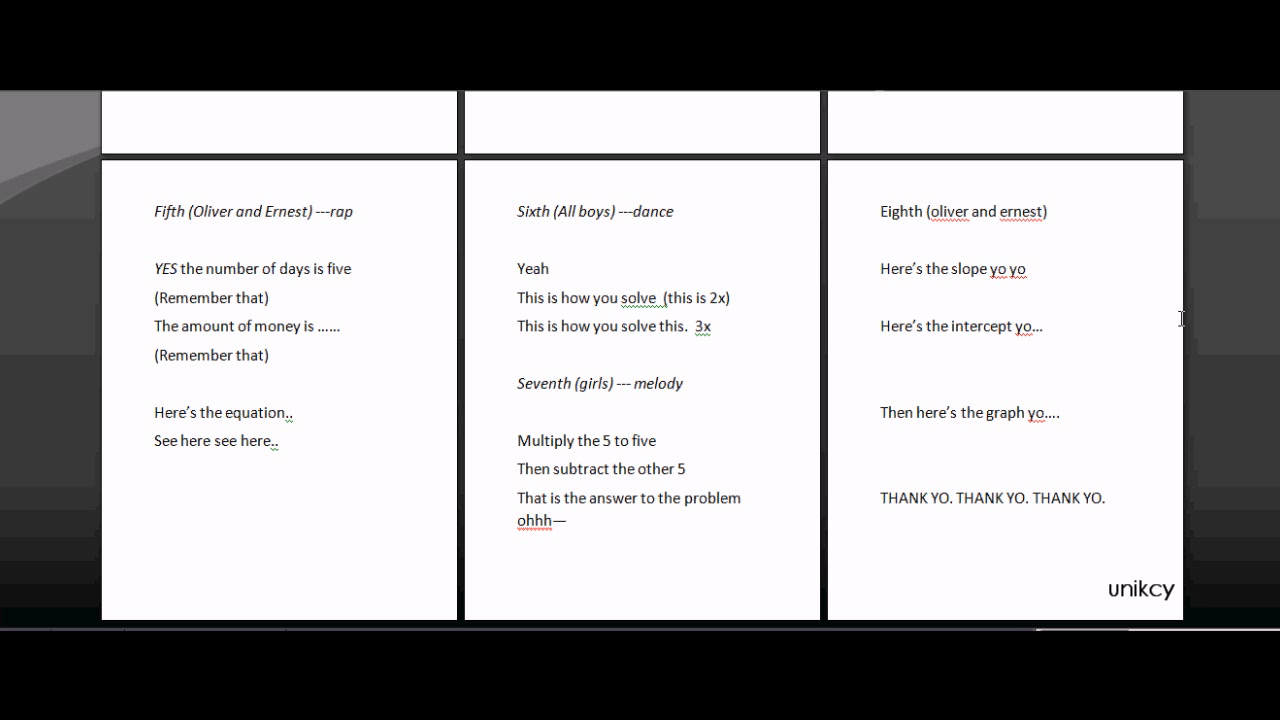 Fifth (Oliver and Ernest) ---rap
YES the number of days is five
(Remember that)
The amount of money is ......
(Remember that)
Here's the equation..
See here see here..
Sixth (All boys) ---dance
Yeah
This is how you solve  (this is 2x)
This is how you solve this.  3x
Seventh (girls) --- melody
Multiply the 5 to five
Then subtract the other 5
That is the answer to the problem
ohhh—
Eighth (oliver and ernest)
Here's the slope yo yo
Here's the intercept yo...
Then here's the graph yo....
THANK YO. THANK YO. THANK YO.
unikcy